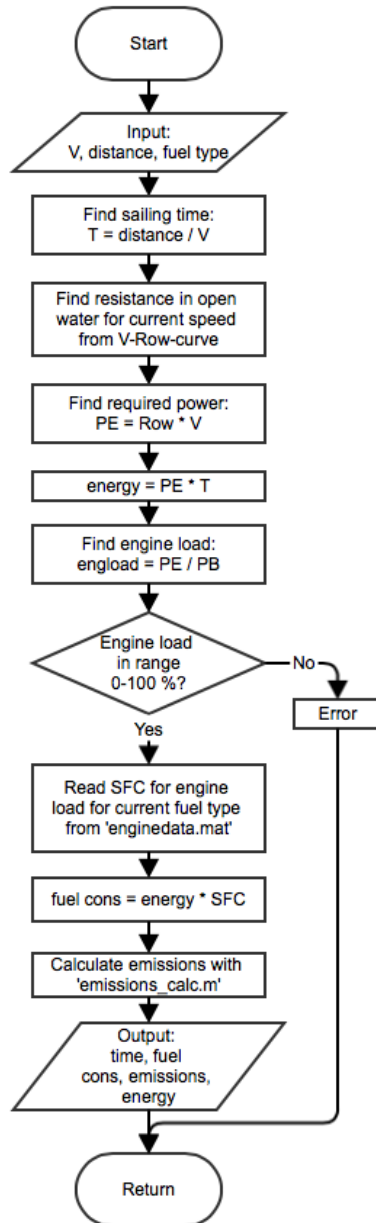 Start
Input:
V, distance, fuel type
Find sailing time:
T = distance / V
Find resistance in open
water for current speed
from V-Row-curve
Find required power:
PE = Row * V
energy = PE * T
Find engine load:
engload = PE / PB
Engine load
in range
0-100 %?
No
Error
Yes
Read SFC for engine
load for current fuel type
from 'enginedata.mat'
fuel cons = energy * SFC
Calculate emissions with
'emissions_calc.m'
Output:
time, fuel
cons, emissions,
energy
Return